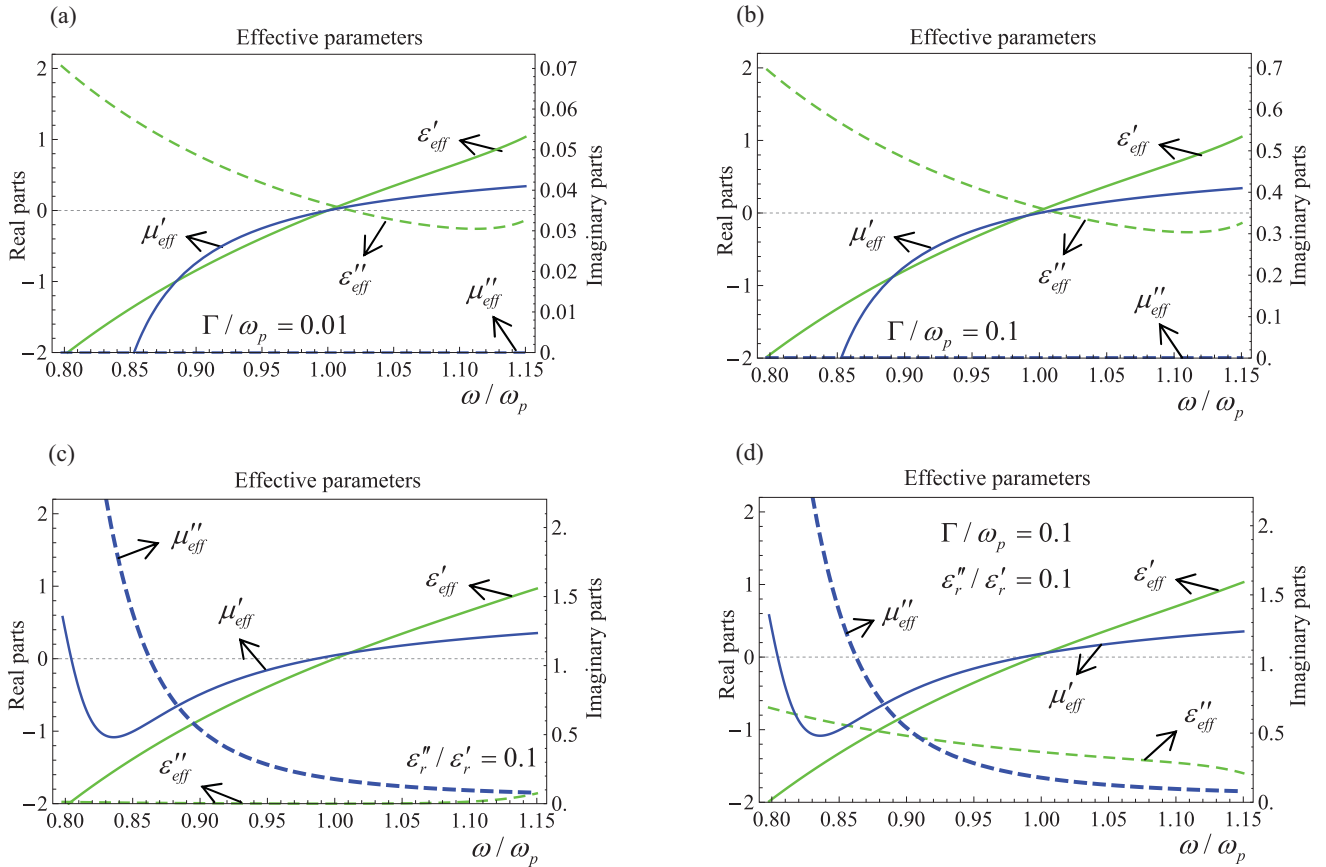 (a)
Effective parameters
Real parts
2
1
0
−1
−2
0.07
0.06
0.05
0.04
0.03
0.02
0.01
0.
Imaginary parts
ε′eff
μ′eff
ε″eff
μ″eff
Γ / ωp = 0.01
0.80 0.85 0.90 0.95 1.00 1.05 1.10 1.15
ω / ωp
(b)
Effective parameters
Real parts
2
1
0
−1
−2
0.7
0.6
0.5
0.4
0.3
0.2
0.1
0.
Imaginary parts
ε′eff
μ′eff
ε″eff
μ″eff
Γ / ωp = 0.1
0.80 0.85 0.90 0.95 1.00 1.05 1.10 1.15
ω / ωp
(c)
Effective parameters
Real parts
2
1
0
−1
−2
2.
1.5
1.
0.5
0.
Imaginary parts
μ″eff
ε′eff
μ′eff
ε″eff
εr″ / εr′ = 0.1
0.80 0.85 0.90 0.95 1.00 1.05 1.10 1.15
ω / ωp
(d)
Effective parameters
Real parts
2
1
0
−1
−2
2.
1.5
1.
0.5
0.
Imaginary parts
Γ / ωp = 0.1
εr″ / εr′ = 0.1
ε′eff
μ″eff
μ′eff
ε″eff
0.80 0.85 0.90 0.95 1.00 1.05 1.10 1.15
ω / ωp